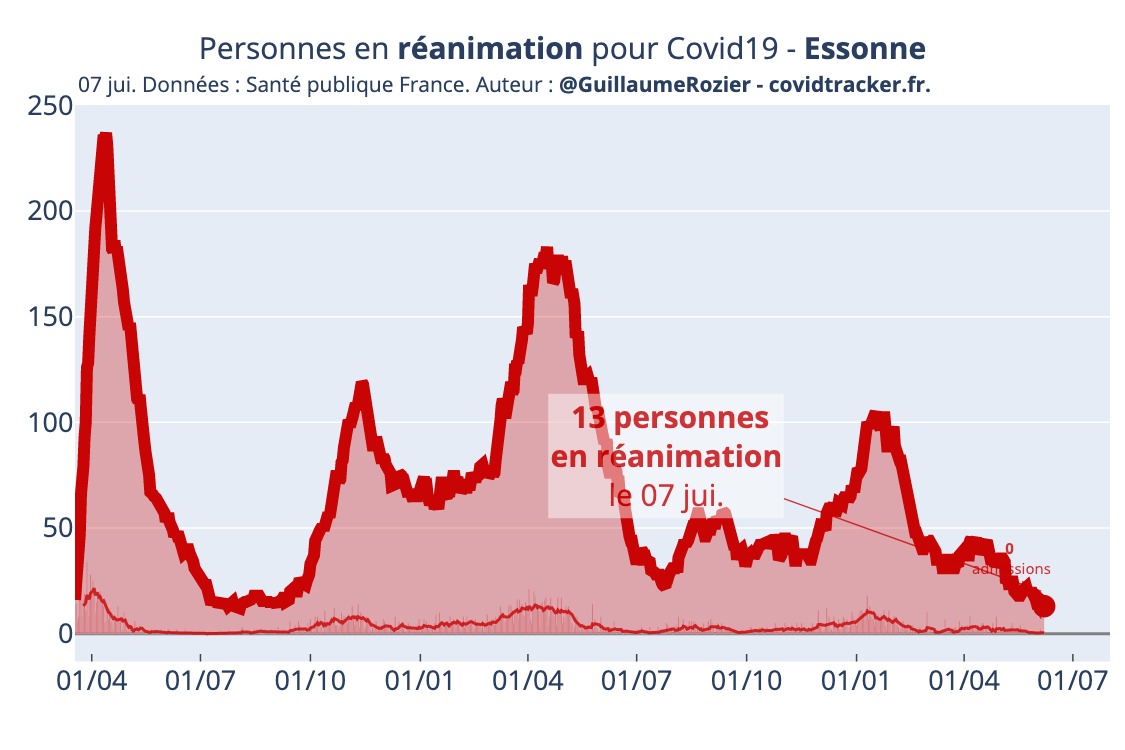 Personnes en réanimation pour Covid19 - Essonne
07 jui. Données : Santé publique France. Auteur : @GuillaumeRozier - covidtracker.fr.
250
200
150
100
50
0
13 personnes
en réanimation
le 07 jui.
0
admissions
01/04 01/07 01/10 01/01 01/04 01/07 01/10 01/01 01/04 01/07